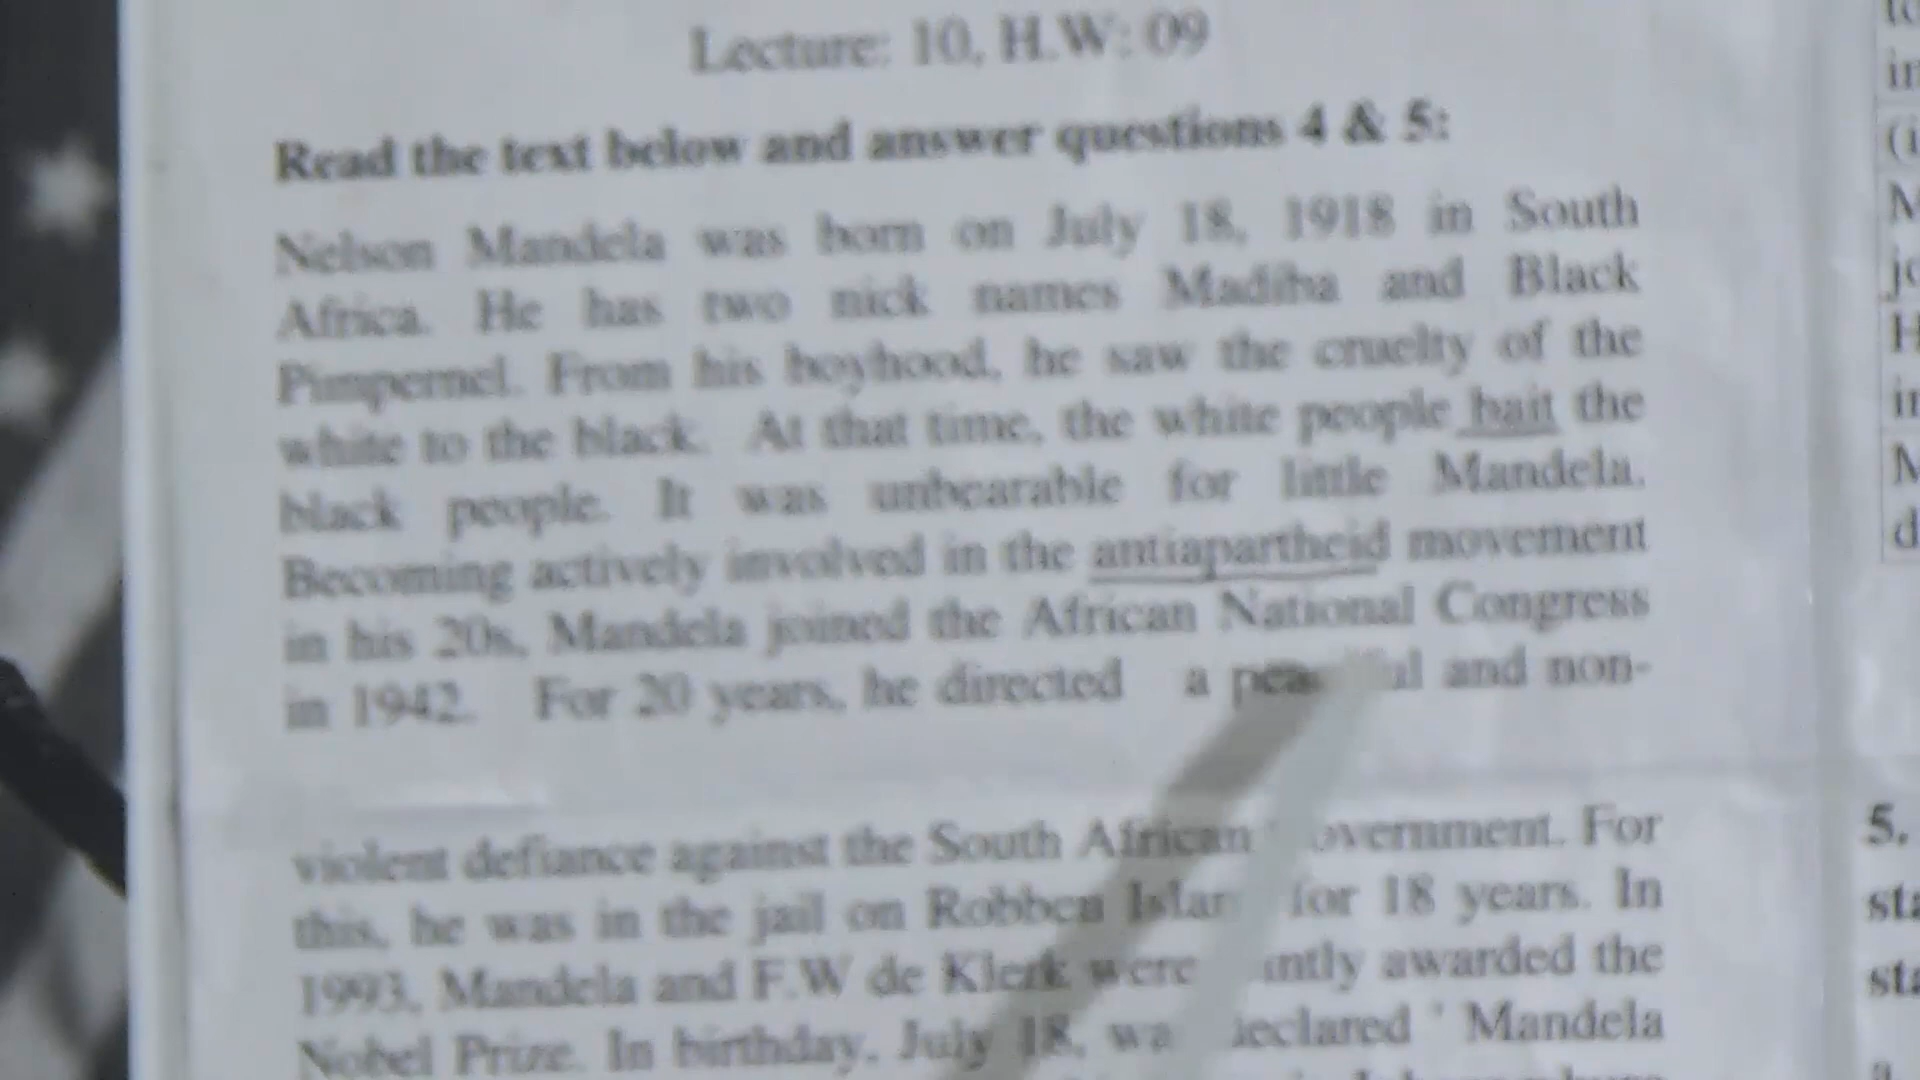 Lecture: 10, H.W: 09
Read the text below and answer questions 4 & 5:
Nelson Mandela was born on July 18, 1918 in South
Africa. He has two nick names Madiba and Black
Pimpernel. From his boyhood, he saw the cruelty of the
white to the black. At that time, the white people bait the
black people. It was unbearable for little Mandela.
Becoming actively involved in the antiapartheid movement
in his 20s, Mandela joined the African National Congress
in 1942. For 20 years, he directed a and non-
violent defiance against the South African For
this, he was in the jail on Robben for 18 years. In
1993, Mandela and F.W de Klerk were awarded the
Nobel Prize. In birthday, July 18, Mandela
5.